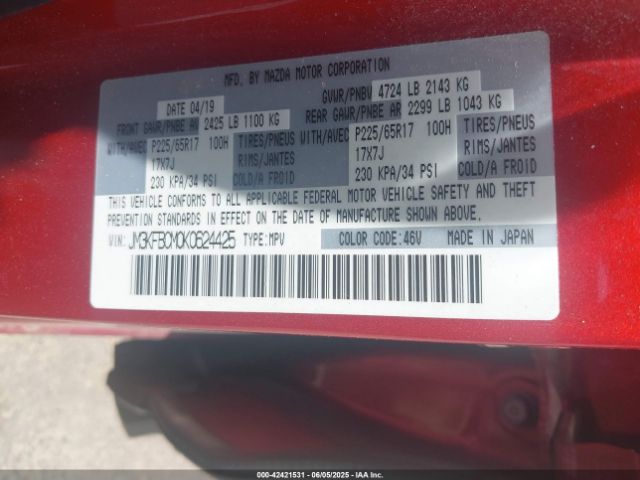 MFD. BY MAZDA MOTOR CORPORATION
DATE 04/19 GVWR/PNBV 4724 LB 2143 KG
FRONT GAWR/PNBE AV 2425 LB 1100 KG REAR GAWR/PNBE AR 2299 LB 1043 KG
WITH/AVEC P225/65R17 100H TIRES/PNEUS WITH/AVEC P225/65R17 100H TIRES/PNEUS
17X7J RIMS/JANTES 17X7J RIMS/JANTES
230 KPA/34 PSI COLD/A FROID 230 KPA/34 PSI COLD/A FROID
THIS VEHICLE CONFORMS TO ALL APPLICABLE FEDERAL MOTOR VEHICLE SAFETY AND THEFT
PREVENTION STANDARDS IN EFFECT ON THE DATE OF MANUFACTURE SHOWN ABOVE.
VIN: JM3KFBCM0K0624425 TYPE:MPV COLOR CODE:46V MADE IN JAPAN
000-42421531 - 06/05/2025 - IAAI.COM